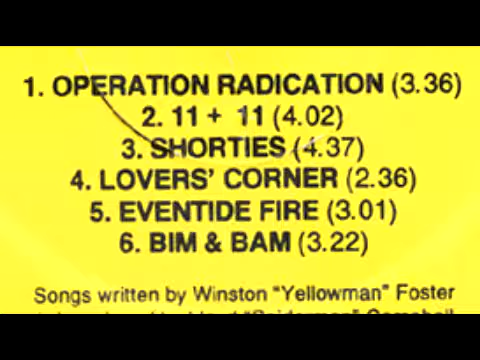 1. OPERATION RADICATION (3.36)
2. 11 + 11 (4.02)
3. SHORTIES (4.37)
4. LOVERS' CORNER (2.36)
5. EVENTIDE FIRE (3.01)
6. BIM & BAM (3.22)
Songs written by Winston "Yellowman" Foster